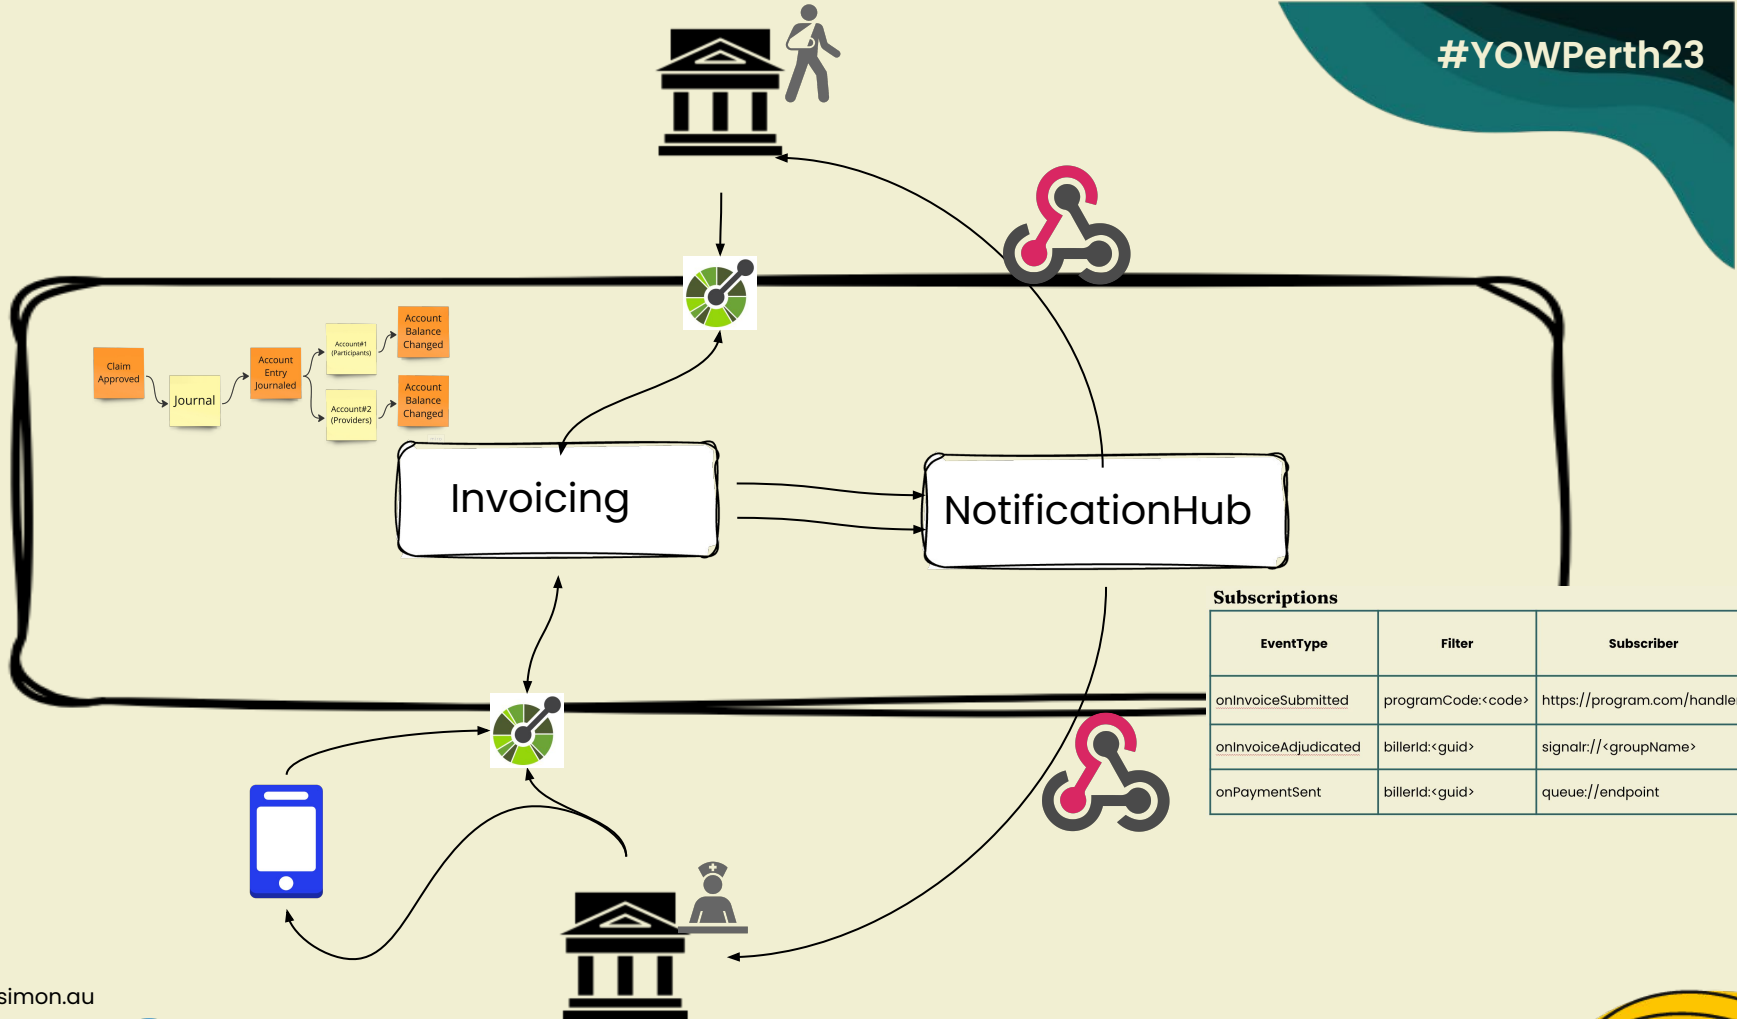 #YOWPerth23
Claim
Approved
Journal
Account
Entry
Journaled
Account#1
(Participants)
Account#2
(Providers)
Account
Balance
Changed
Account
Balance
Changed
Invoicing
NotificationHub
Subscriptions
EventType Filter Subscriber
onInvoiceSubmitted programCode:<code> https://program.com/handler
onInvoiceAdjudicated billerId:<guid> signalr://<groupName>
onPaymentSent billerId:<guid> queue://endpoint
simon.au